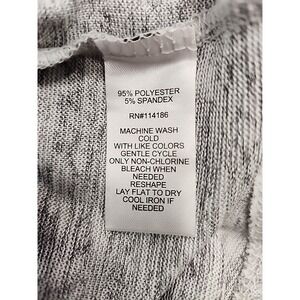 95% POLYESTER
5% SPANDEX
RN#114186
MACHINE WASH
COLD
WITH LIKE COLORS
GENTLE CYCLE
ONLY NON-CHLORINE
BLEACH WHEN
NEEDED
RESHAPE
LAY FLAT TO DRY
COOL IRON IF
NEEDED